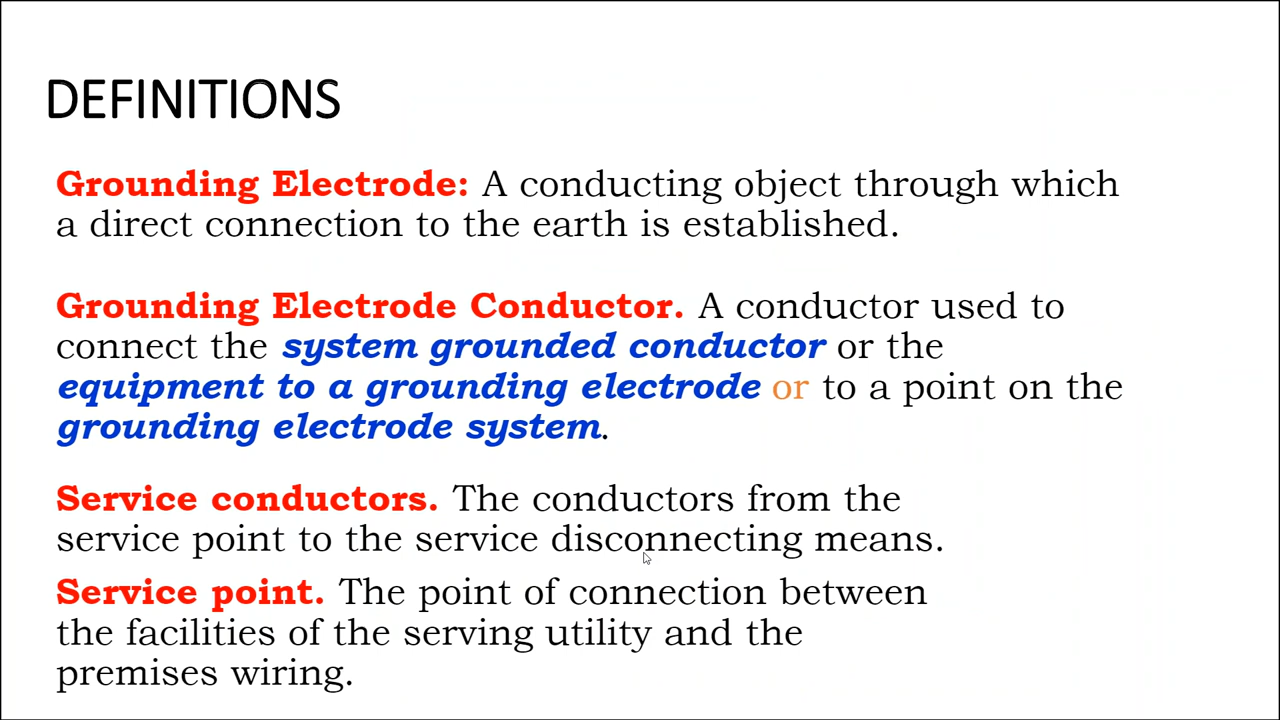 DEFINITIONS
Grounding Electrode: A conducting object through which
a direct connection to the earth is established.
Grounding Electrode Conductor. A conductor used to
connect the system grounded conductor or the
equipment to a grounding electrode or to a point on the
grounding electrode system.
Service conductors. The conductors from the
service point to the service disconnecting means.
Service point. The point of connection between
the facilities of the serving utility and the
premises wiring.